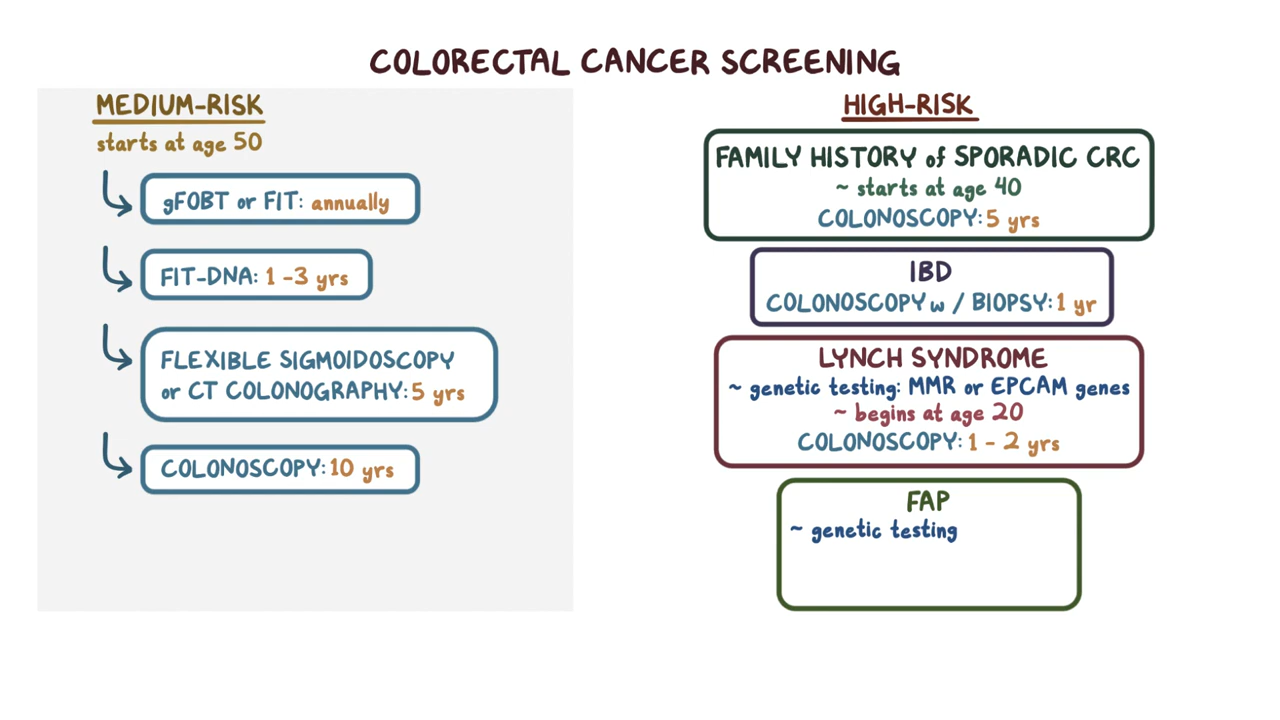 COLORECTAL CANCER SCREENING
MEDIUM-RISK
starts at age 50
gFOBT or FIT: annually
FIT-DNA: 1 -3 yrs
FLEXIBLE SIGMOIDOSCOPY
or CT COLONOGRAPHY: 5 yrs
COLONOSCOPY: 10 yrs
HIGH-RISK
FAMILY HISTORY of SPORADIC CRC
~ starts at age 40
COLONOSCOPY: 5 yrs
IBD
COLONOSCOPY w / BIOPSY: 1 yr
LYNCH SYNDROME
~ genetic testing: MMR or EPCAM genes
~ begins at age 20
COLONOSCOPY: 1 - 2 yrs
FAP
~ genetic testing